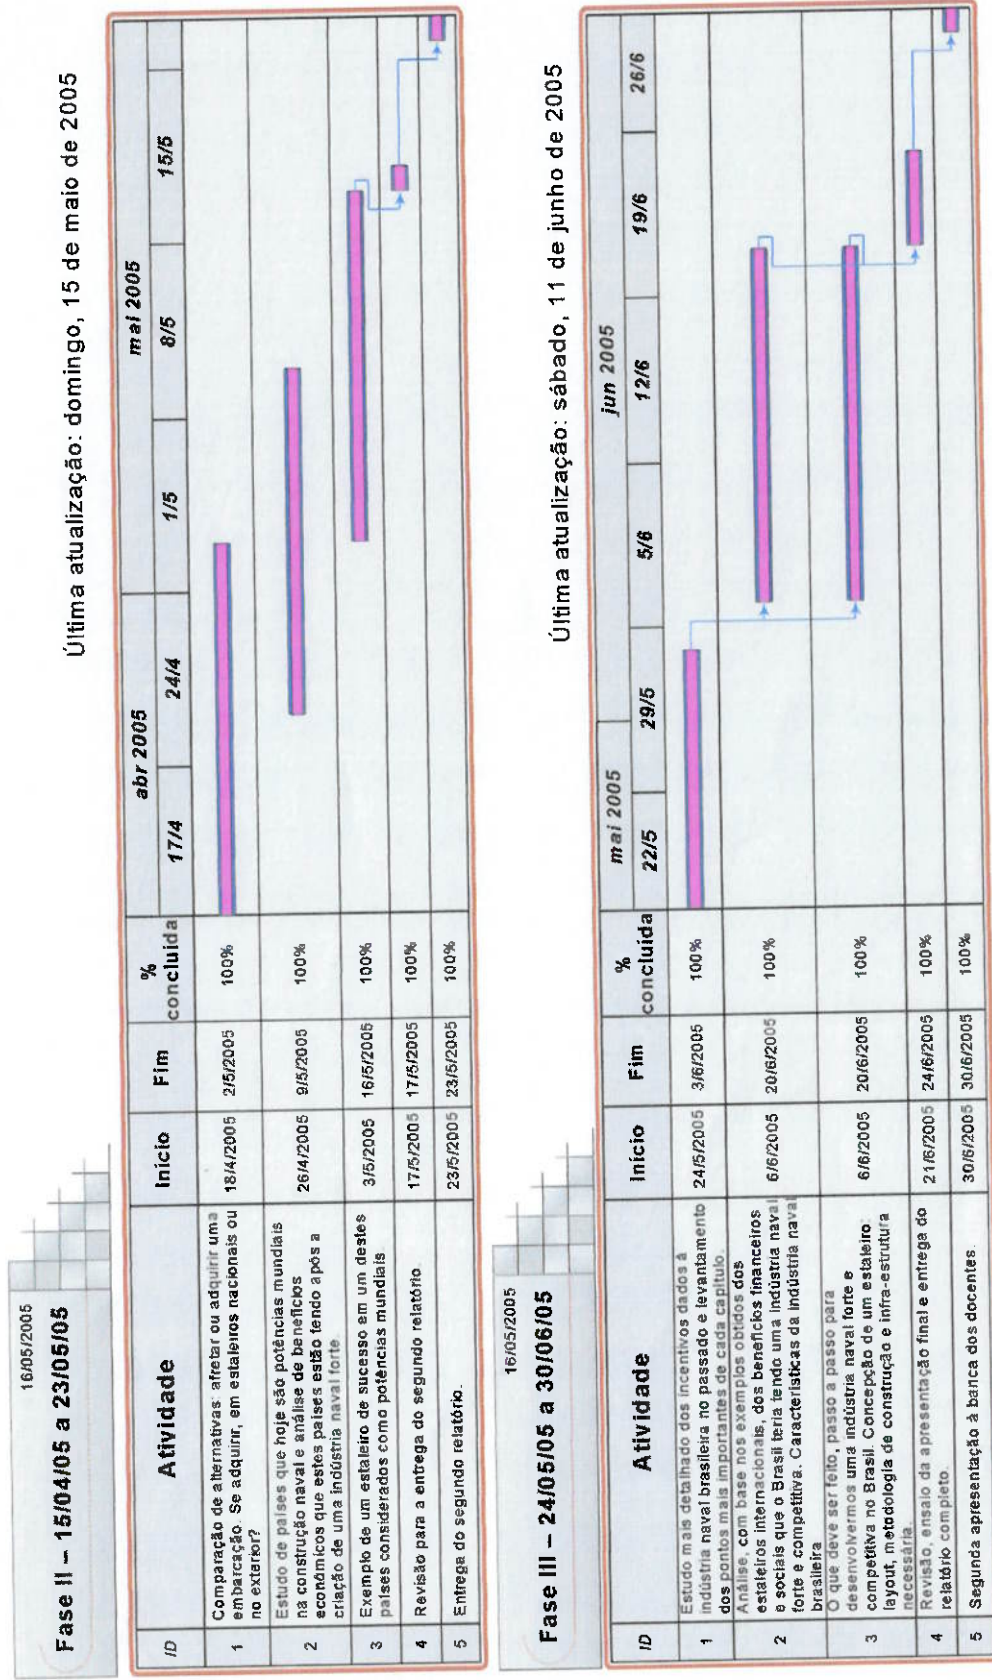 16/05/2005
Fase II – 15/04/05 a 23/05/05
Última atualização: domingo, 15 de maio de 2005
ID
Atividade
Início
Fim
%
concluída
abr 2005
mai 2005
17/4
24/4
1/5
8/5
15/5
1
Comparação de alternativas: afretar ou adquirir uma
embarcação. Se adquirir, em estaleiros nacionais ou
no exterior?
18/4/2005
2/5/2005
100%
2
Estudo de países que hoje são potências mundiais
na construção naval e análise de benefícios
econômicos que estes países estão tendo após a
criação de uma indústria naval forte.
26/4/2005
9/5/2005
100%
3
Exemplo de um estaleiro de sucesso em um destes
países considerados como potências mundiais
3/5/2005
16/5/2005
100%
4
Revisão para a entrega do segundo relatório.
17/5/2005
17/5/2005
100%
5
Entrega do segundo relatório.
23/5/2005
23/5/2005
100%
16/05/2005
Fase III – 24/05/05 a 30/06/05
Última atualização: sábado, 11 de junho de 2005
ID
Atividade
Início
Fim
%
concluída
mai 2005
jun 2005
22/5
29/5
5/6
12/6
19/6
26/6
1
Estudo mais detalhado dos incentivos dados à
indústria naval brasileira no passado e levantamento
dos pontos mais importantes de cada capítulo.
24/5/2005
3/6/2005
100%
2
Análise, com base nos exemplos obtidos dos
estaleiros internacionais, dos benefícios financeiros
e sociais que o Brasil teria tendo uma indústria naval
forte e competitiva. Características da indústria naval
brasileira
6/6/2005
20/6/2005
100%
3
O que deve ser feito, passo a passo para
desenvolvermos uma indústria naval forte e
competitiva no Brasil. Concepção de um estaleiro:
layout, metodologia de construção e infra-estrutura
necessária.
6/6/2005
20/6/2005
100%
4
Revisão, ensaio da apresentação final e entrega do
relatório completo.
21/6/2005
24/6/2005
100%
5
Segunda apresentação à banca dos docentes.
30/6/2005
30/6/2005
100%